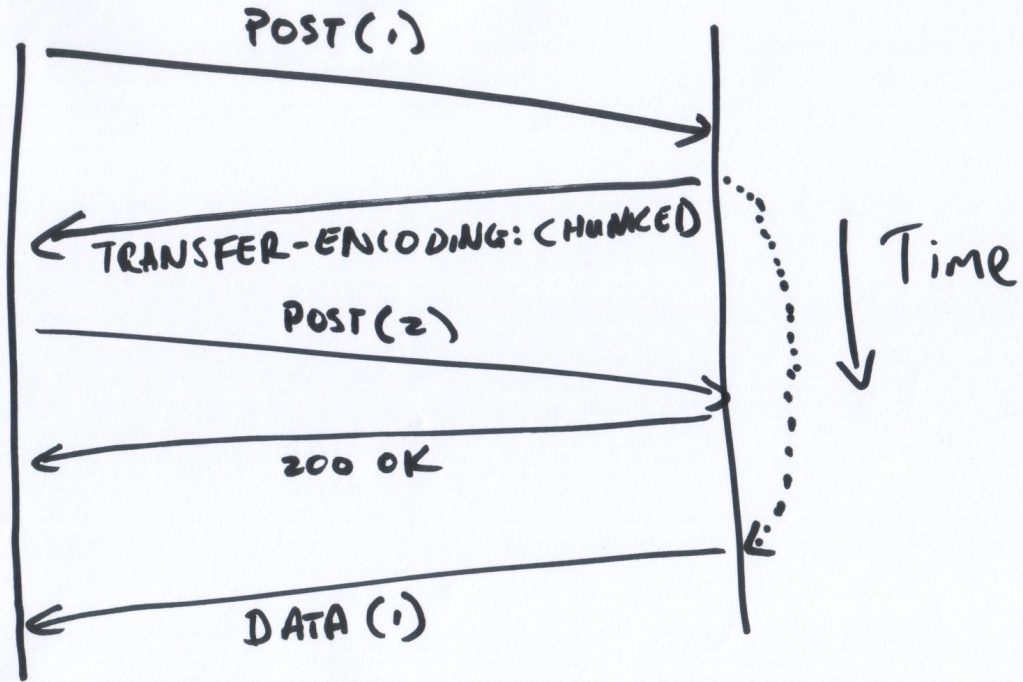 POST(1)
TRANSFER-ENCODING: CHUNKED
Time
POST(2)
200 OK
DATA (1)